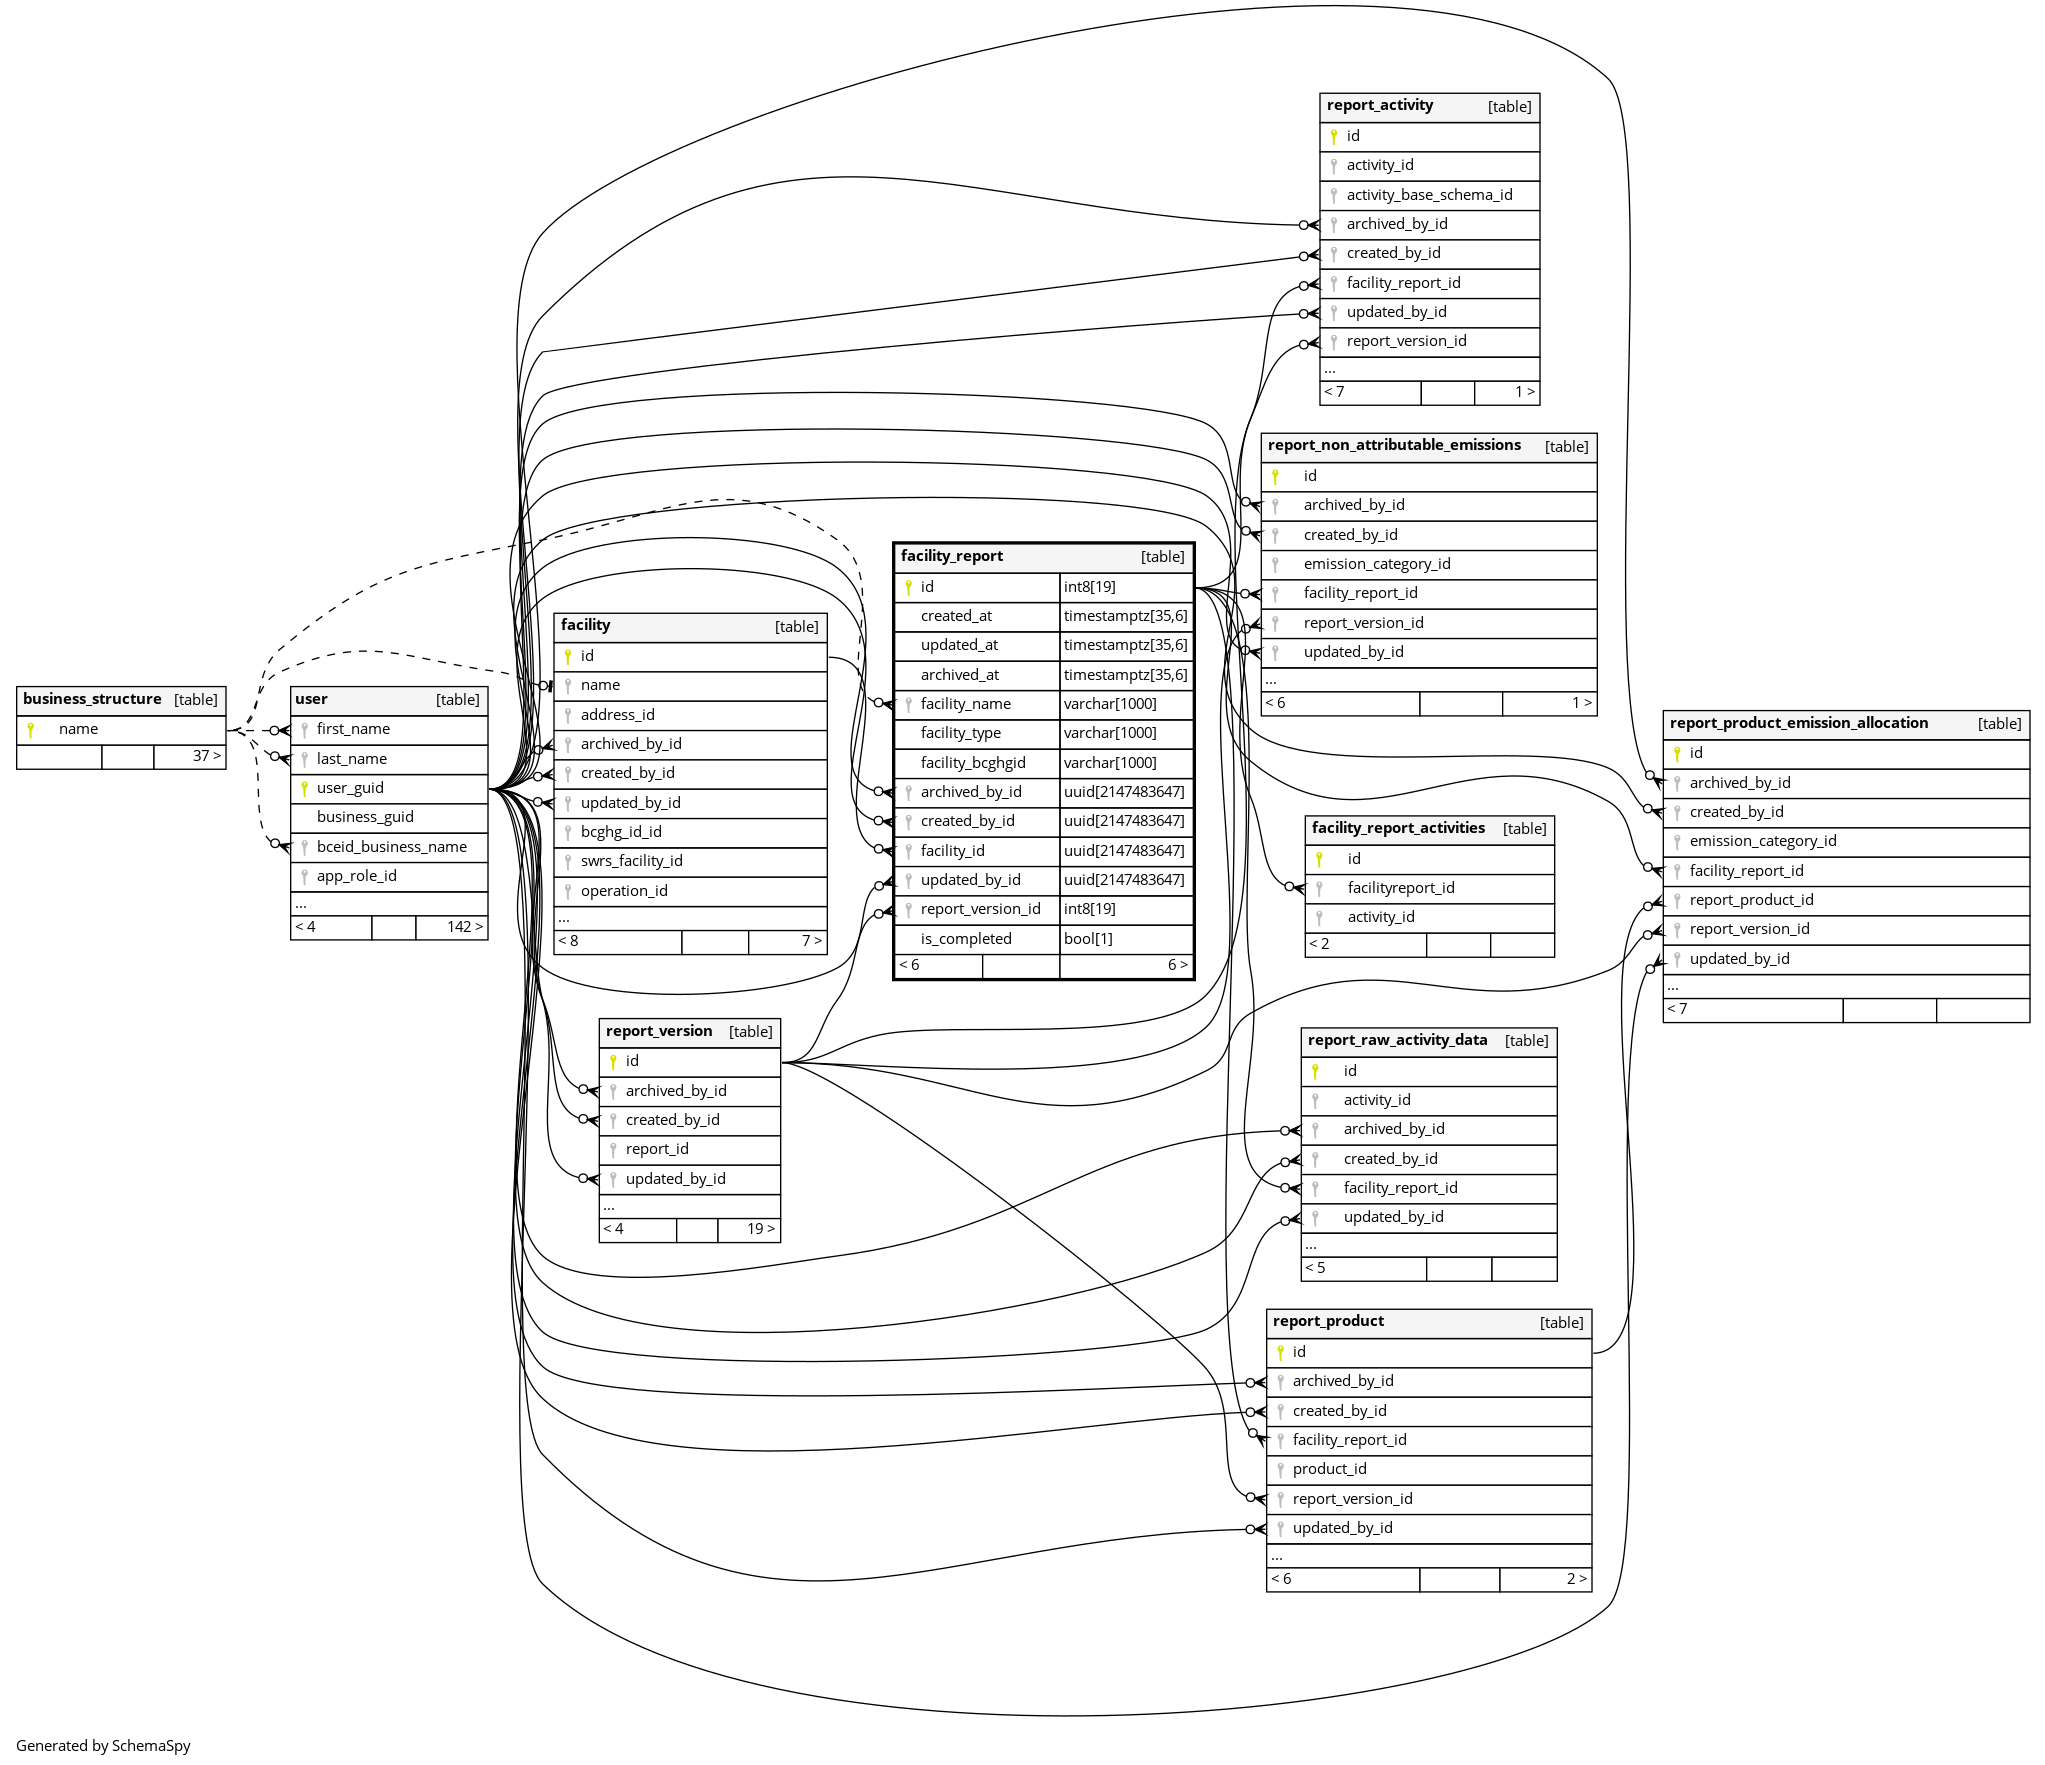 business_structure [table]
name
37 >
user [table]
first_name
last_name
user_guid
business_guid
bceid_business_name
app_role_id
...
< 4 142 >
facility [table]
id
name
address_id
archived_by_id
created_by_id
updated_by_id
bcghg_id_id
swrs_facility_id
operation_id
...
< 8 7 >
report_version [table]
id
archived_by_id
created_by_id
report_id
updated_by_id
...
< 4 19 >
facility_report [table]
id int8[19]
created_at timestamptz[35,6]
updated_at timestamptz[35,6]
archived_at timestamptz[35,6]
facility_name varchar[1000]
facility_type varchar[1000]
facility_bcghgid varchar[1000]
archived_by_id uuid[2147483647]
created_by_id uuid[2147483647]
facility_id uuid[2147483647]
updated_by_id uuid[2147483647]
report_version_id int8[19]
is_completed bool[1]
< 6 6 >
report_activity [table]
id
activity_id
activity_base_schema_id
archived_by_id
created_by_id
facility_report_id
updated_by_id
report_version_id
...
< 7 1 >
report_non_attributable_emissions [table]
id
archived_by_id
created_by_id
emission_category_id
facility_report_id
report_version_id
updated_by_id
...
< 6 1 >
facility_report_activities [table]
id
facilityreport_id
activity_id
< 2
report_raw_activity_data [table]
id
activity_id
archived_by_id
created_by_id
facility_report_id
updated_by_id
...
< 5
report_product [table]
id
archived_by_id
created_by_id
facility_report_id
product_id
report_version_id
updated_by_id
...
< 6 2 >
report_product_emission_allocation [table]
id
archived_by_id
created_by_id
emission_category_id
facility_report_id
report_product_id
report_version_id
updated_by_id
...
< 7
Generated by SchemaSpy